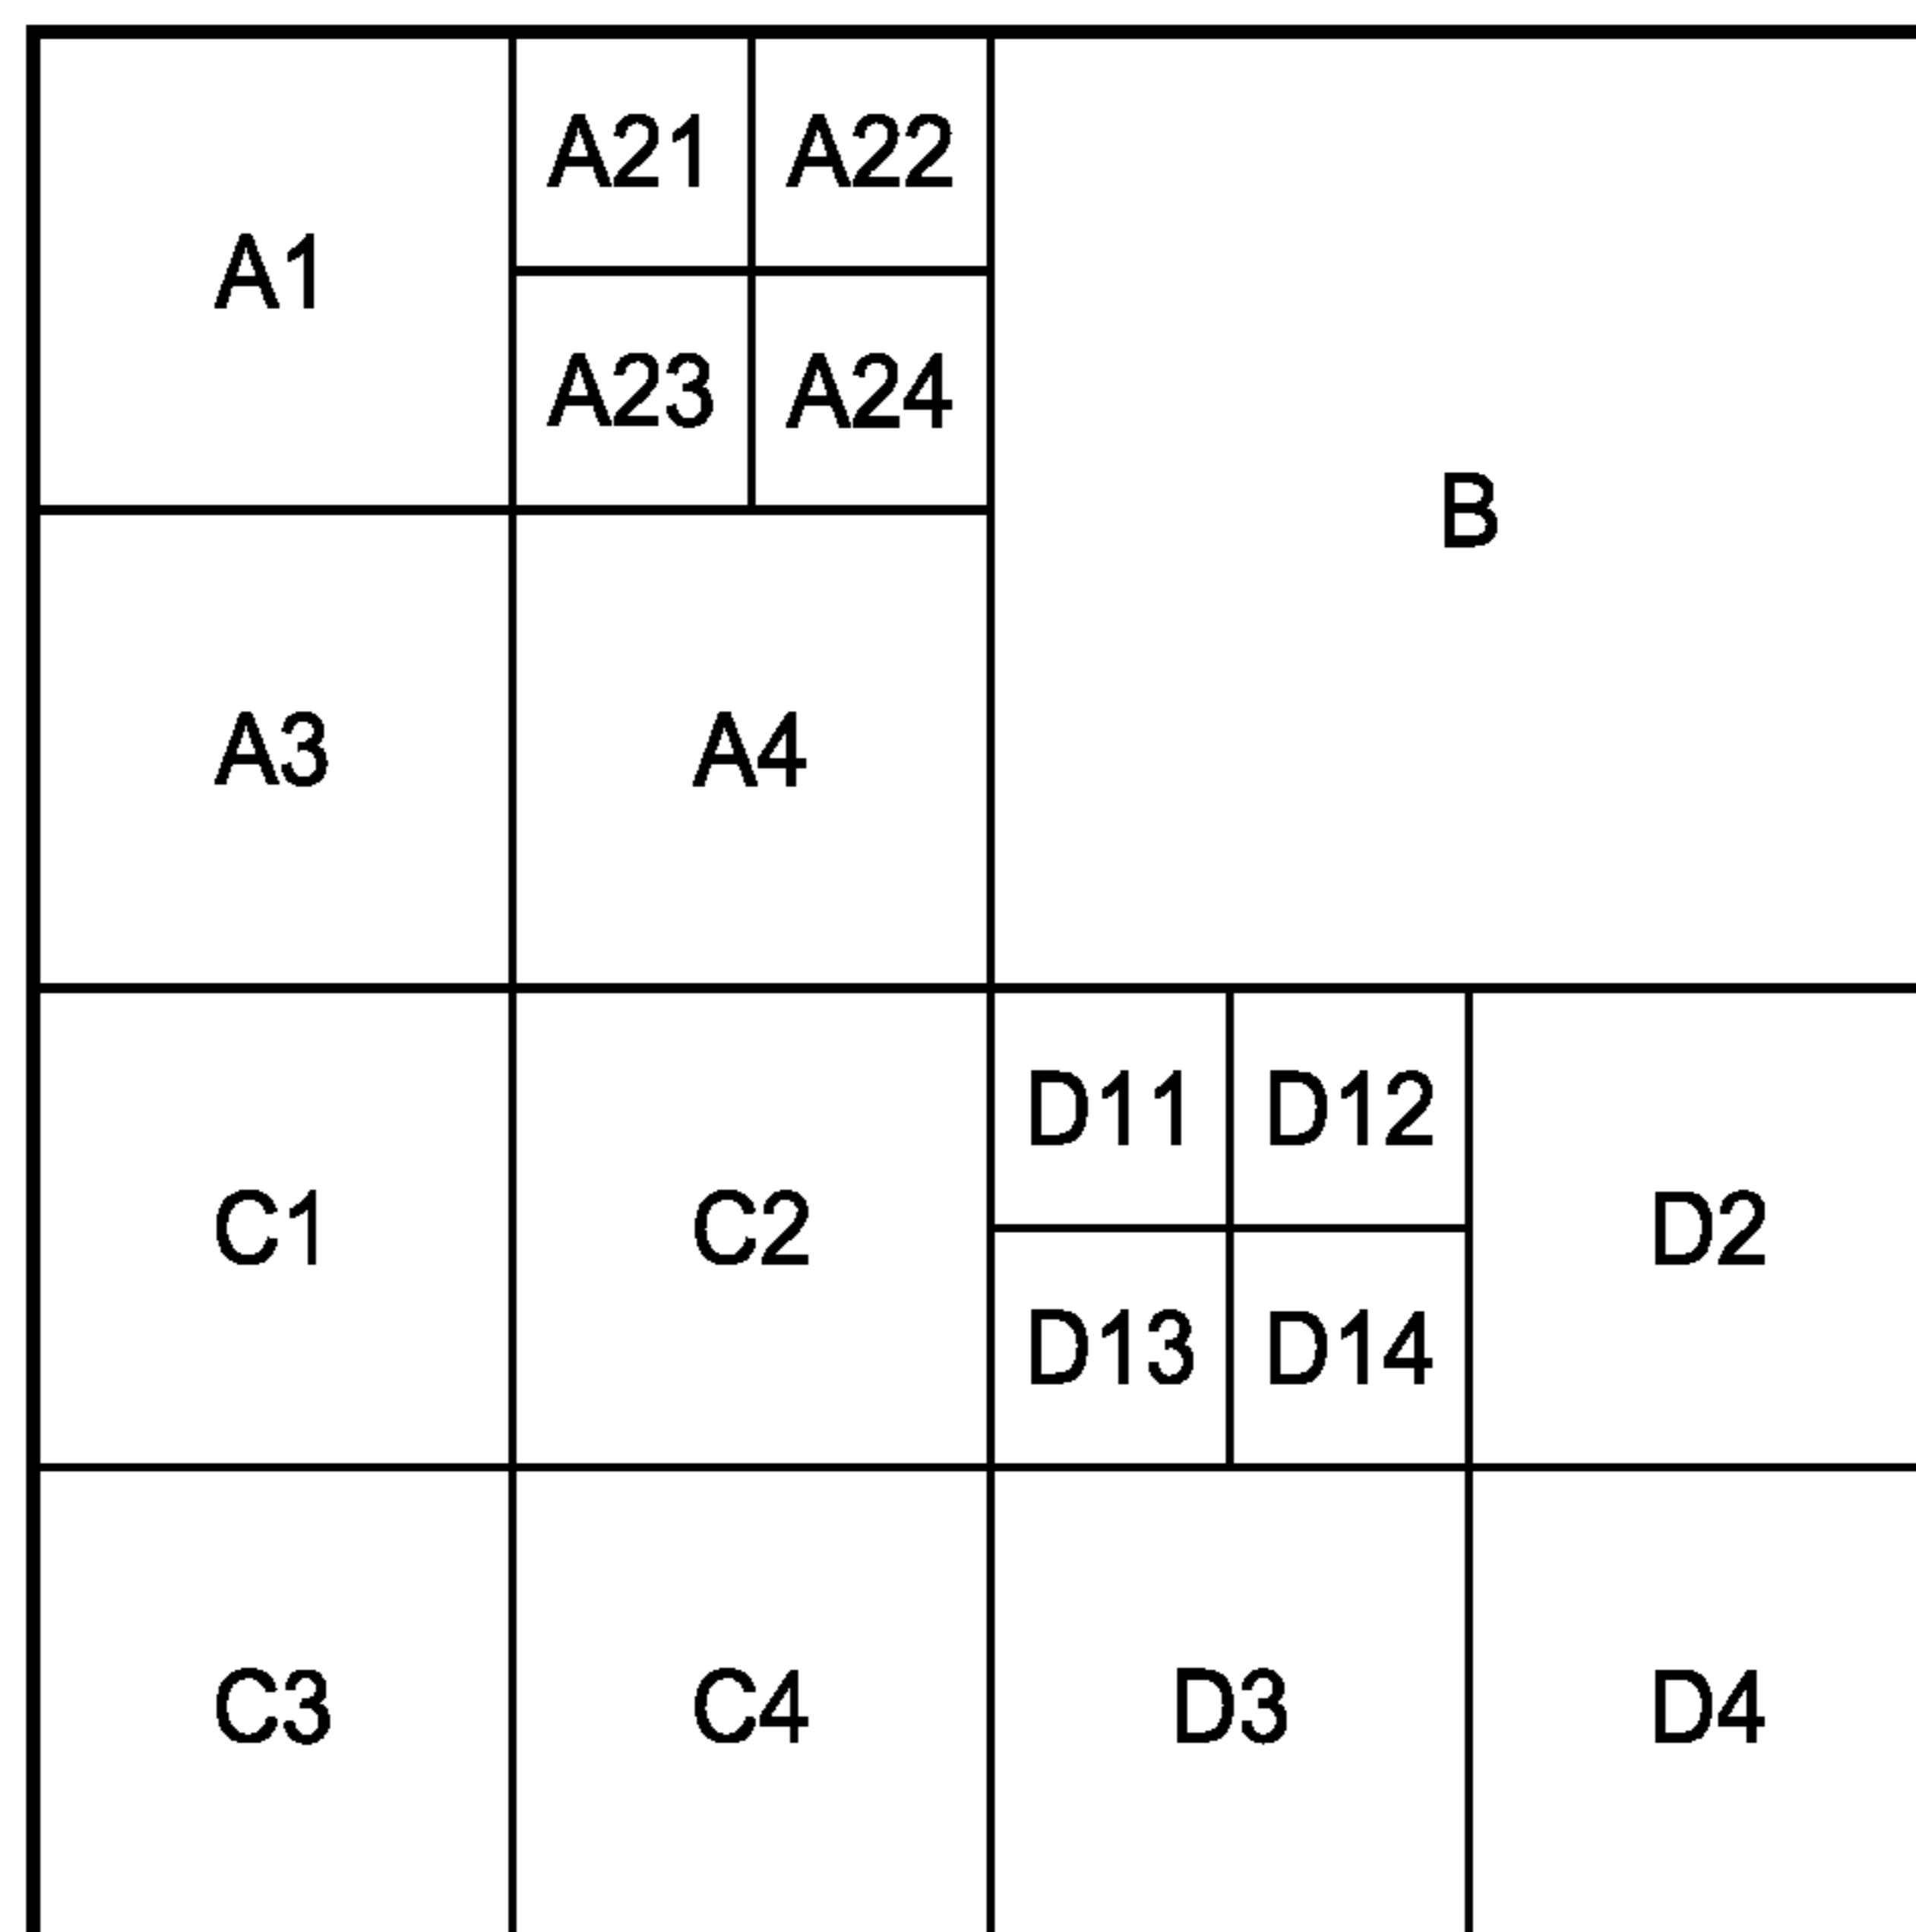 A21 A22
A1
A23 A24
B
A3 A4
D11 D12
C1 C2 D2
D13 D14
C3 C4 D3 D4